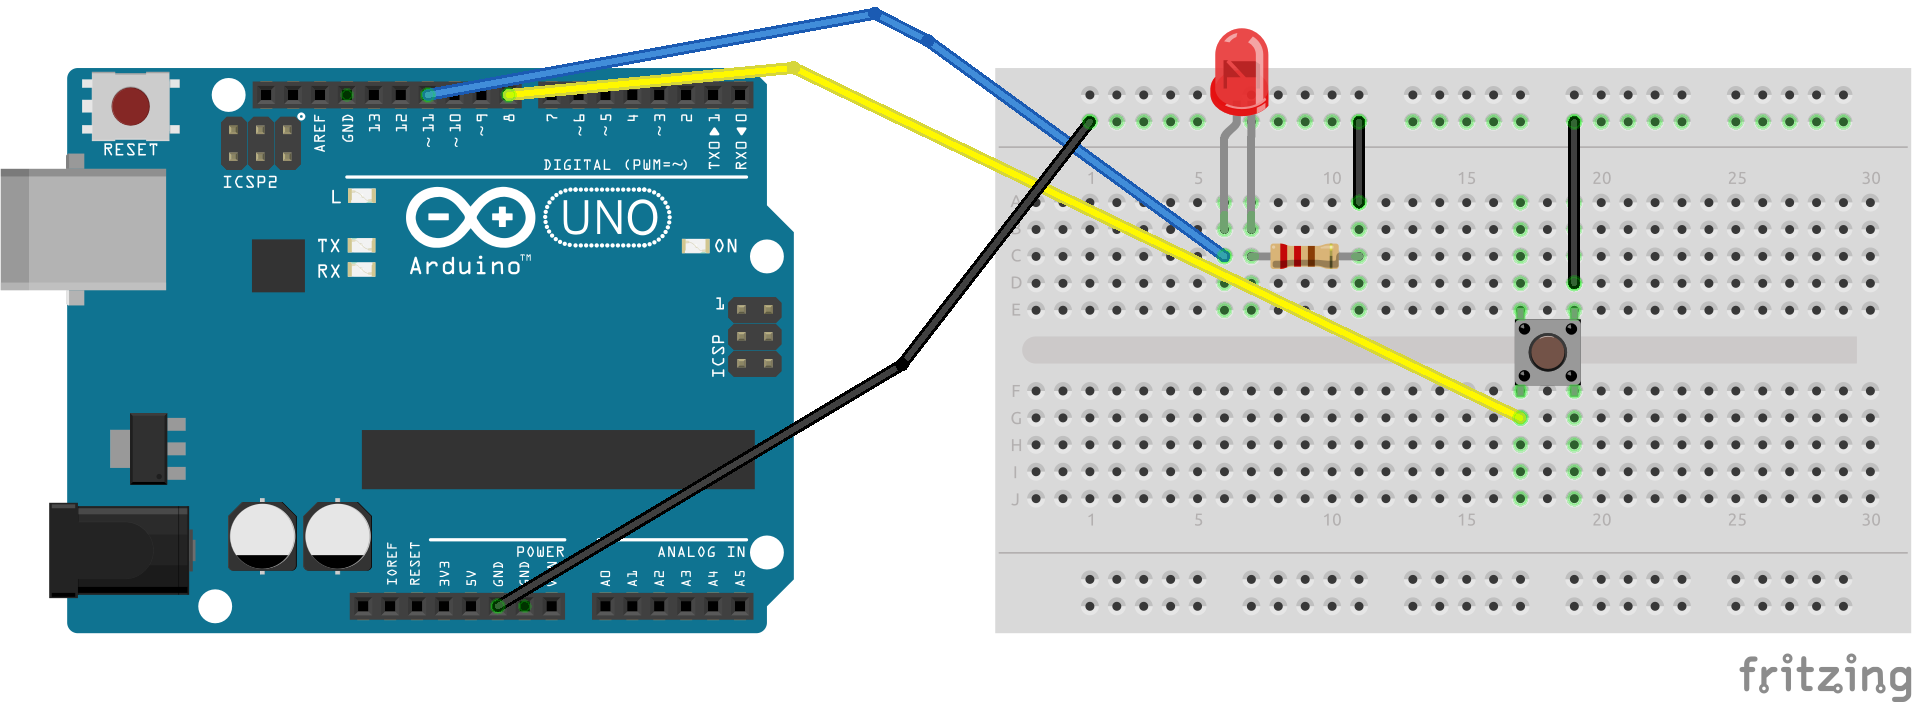 RESET
ICSP2
AREF
GND
13
12
~11
~10
~9
8
7
~6
~5
4
~3
2
TX0▶1
RX0◀0
DIGITAL (PWM=~)
L
TX
RX
UNO
Arduino™
ON
1
ICSP
IOREF
RESET
3V3
5V
GND
GND
POWER
ANALOG IN
A0
A1
A2
A3
A4
A5
1 5 10 15 20 25 30
A
B
C
D
E
F
G
H
I
J
1 5 10 15 20 25 30
fritzing